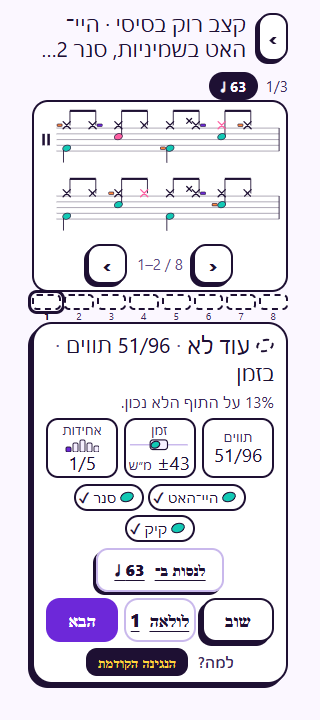 קצב רוק בסיסי · היי־
האט בשמיניות, סנר 2...
1/3 ♩ 63
1–2 / 8
1 2 3 4 5 6 7 8
עוד לא · 51/96 תווים ·
בזמן
13% על התוף הלא נכון.
תווים
51/96
זמן
±43 מ״ש
אחידות
1/5
היי־האט ✓
סנר ✓
קיק ✓
לנסות ב־ 63 ♩
שוב
לולאה 1
הבא
למה?
הנגינה הקודמת